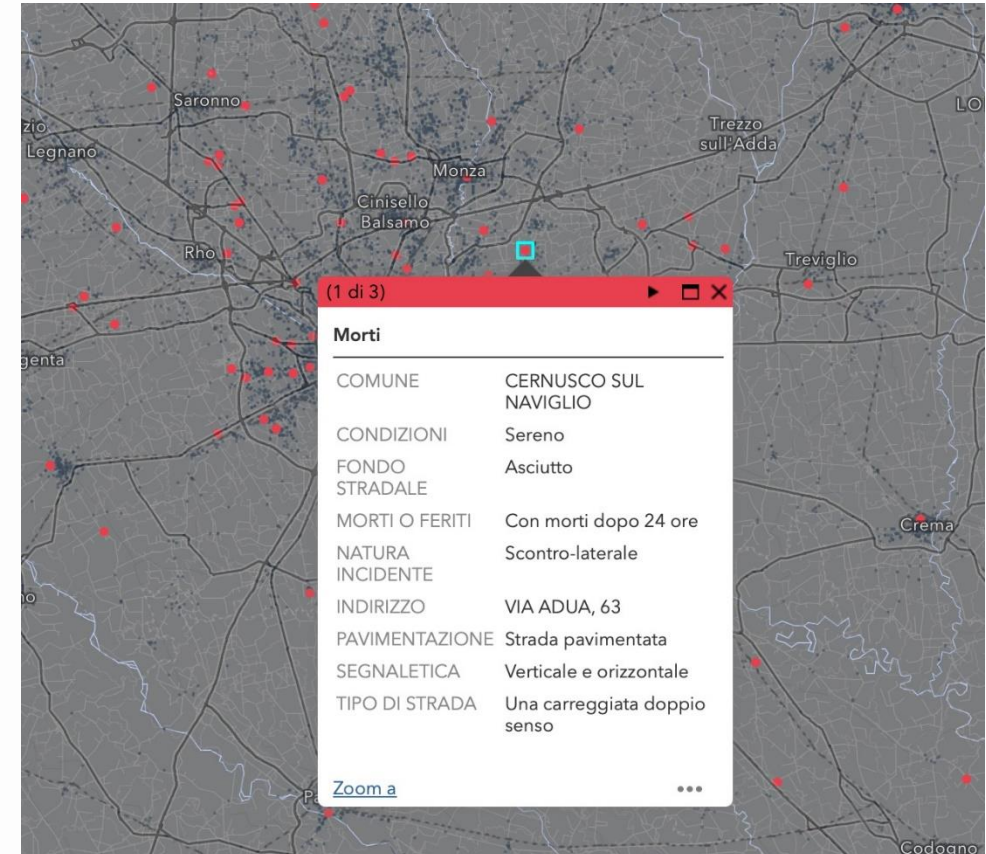 Saronno
LO
zio
Legnano
Trezzo
sull'Adda
Monza
Cinisello
Balsamo
Rho
Treviglio
(1 di 3)
Morti
genta
COMUNE CERNUSCO SUL
NAVIGLIO
CONDIZIONI Sereno
FONDO Asciutto
STRADALE
MORTI O FERITI Con morti dopo 24 ore
NATURA Scontro-laterale
INCIDENTE
Crema
INDIRIZZO VIA ADUA, 63
PAVIMENTAZIONE Strada pavimentata
SEGNALETICA Verticale e orizzontale
TIPO DI STRADA Una carreggiata doppio
senso
Zoom a
Pa
Codogno